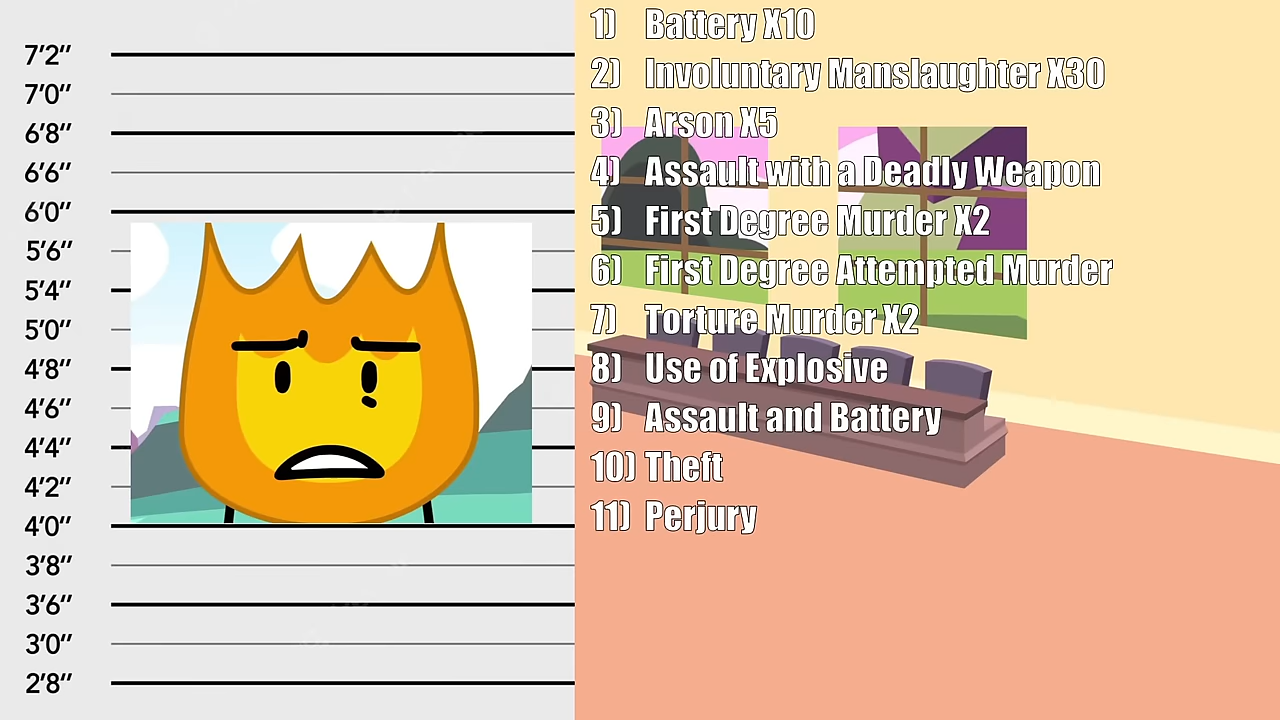 7'2"
7'0"
6'8"
6'6"
6'0"
5'6"
5'4"
5'0"
4'8"
4'6"
4'4"
4'2"
4'0"
3'8"
3'6"
3'0"
2'8"
1) Battery X10
2) Involuntary Manslaughter X30
3) Arson X5
4) Assault with a Deadly Weapon
5) First Degree Murder X2
6) First Degree Attempted Murder
7) Torture Murder X2
8) Use of Explosive
9) Assault and Battery
10) Theft
11) Perjury